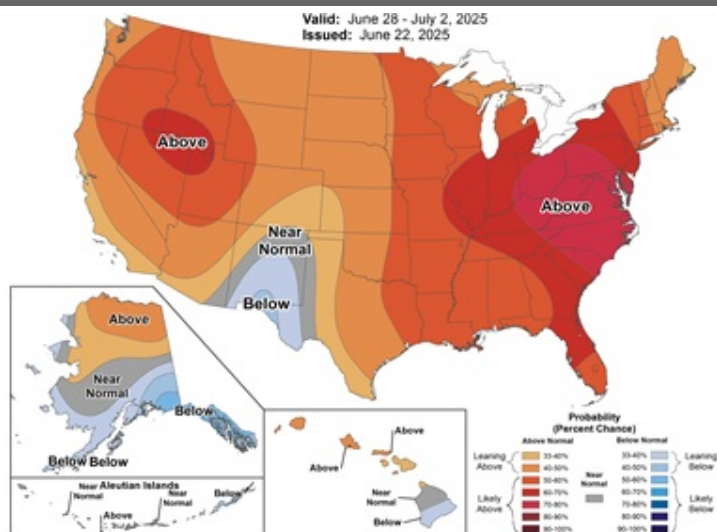 Valid: June 28 - July 2, 2025
Issued: June 22, 2025
Above
Above
Near
Normal
Below
Above
Near
Normal
Below
Below Below
Aleutian Islands
Near
Normal
Near
Normal
Below
Above
Above
Above
Near
Normal
Below
Probability
(Percent Chance)
Above Normal
Below Normal
Leaning
Above
33-40%
40-50%
50-60%
Likely
Above
60-70%
70-80%
80-90%
90-100%
Near
Normal
33-40%
40-50%
50-60%
Leaning
Below
60-70%
70-80%
80-90%
90-100%
Likely
Below